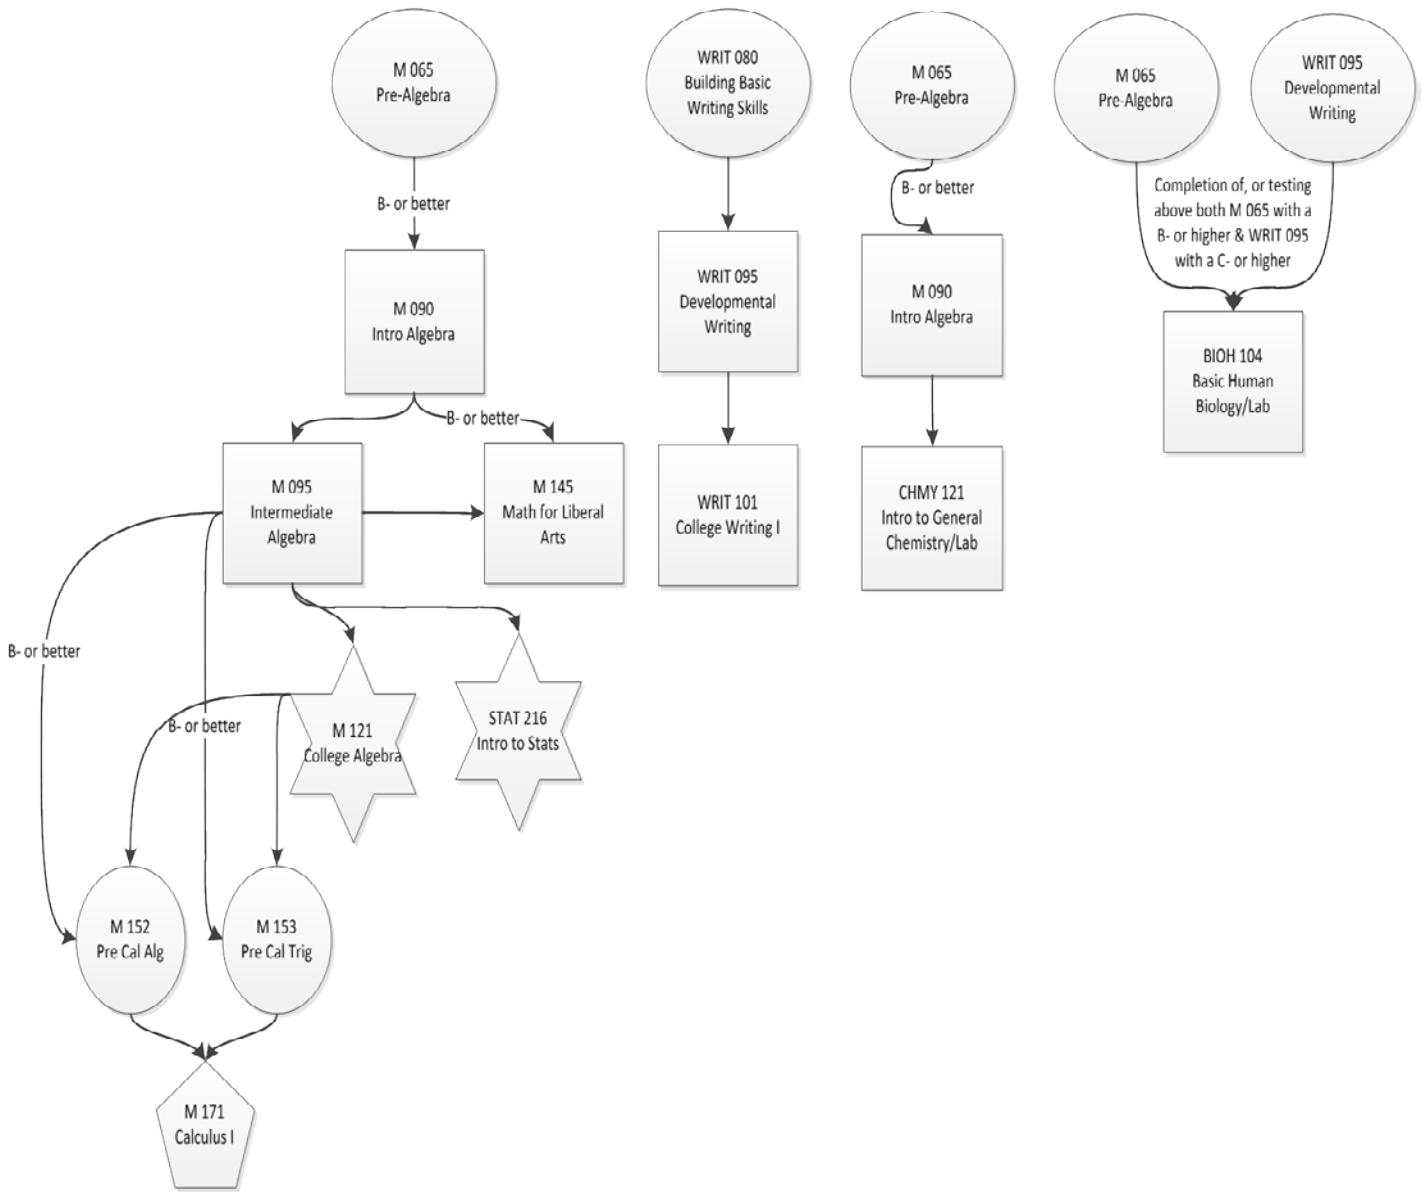 M 065
Pre-Algebra
WRIT 080
Building Basic
Writing Skills
M 065
Pre-Algebra
M 065
Pre-Algebra
WRIT 095
Developmental
Writing
B- or better
B- or better
Completion of, or testing
above both M 065 with a
B- or higher & WRIT 095
with a C- or higher
M 090
Intro Algebra
WRIT 095
Developmental
Writing
M 090
Intro Algebra
BIOH 104
Basic Human
Biology/Lab
B- or better
M 095
Intermediate
Algebra
M 145
Math for Liberal
Arts
WRIT 101
College Writing I
CHMY 121
Intro to General
Chemistry/Lab
B- or better
B- or better
M 121
College Algebra
STAT 216
Intro to Stats
M 152
Pre Cal Alg
M 153
Pre Cal Trig
M 171
Calculus I